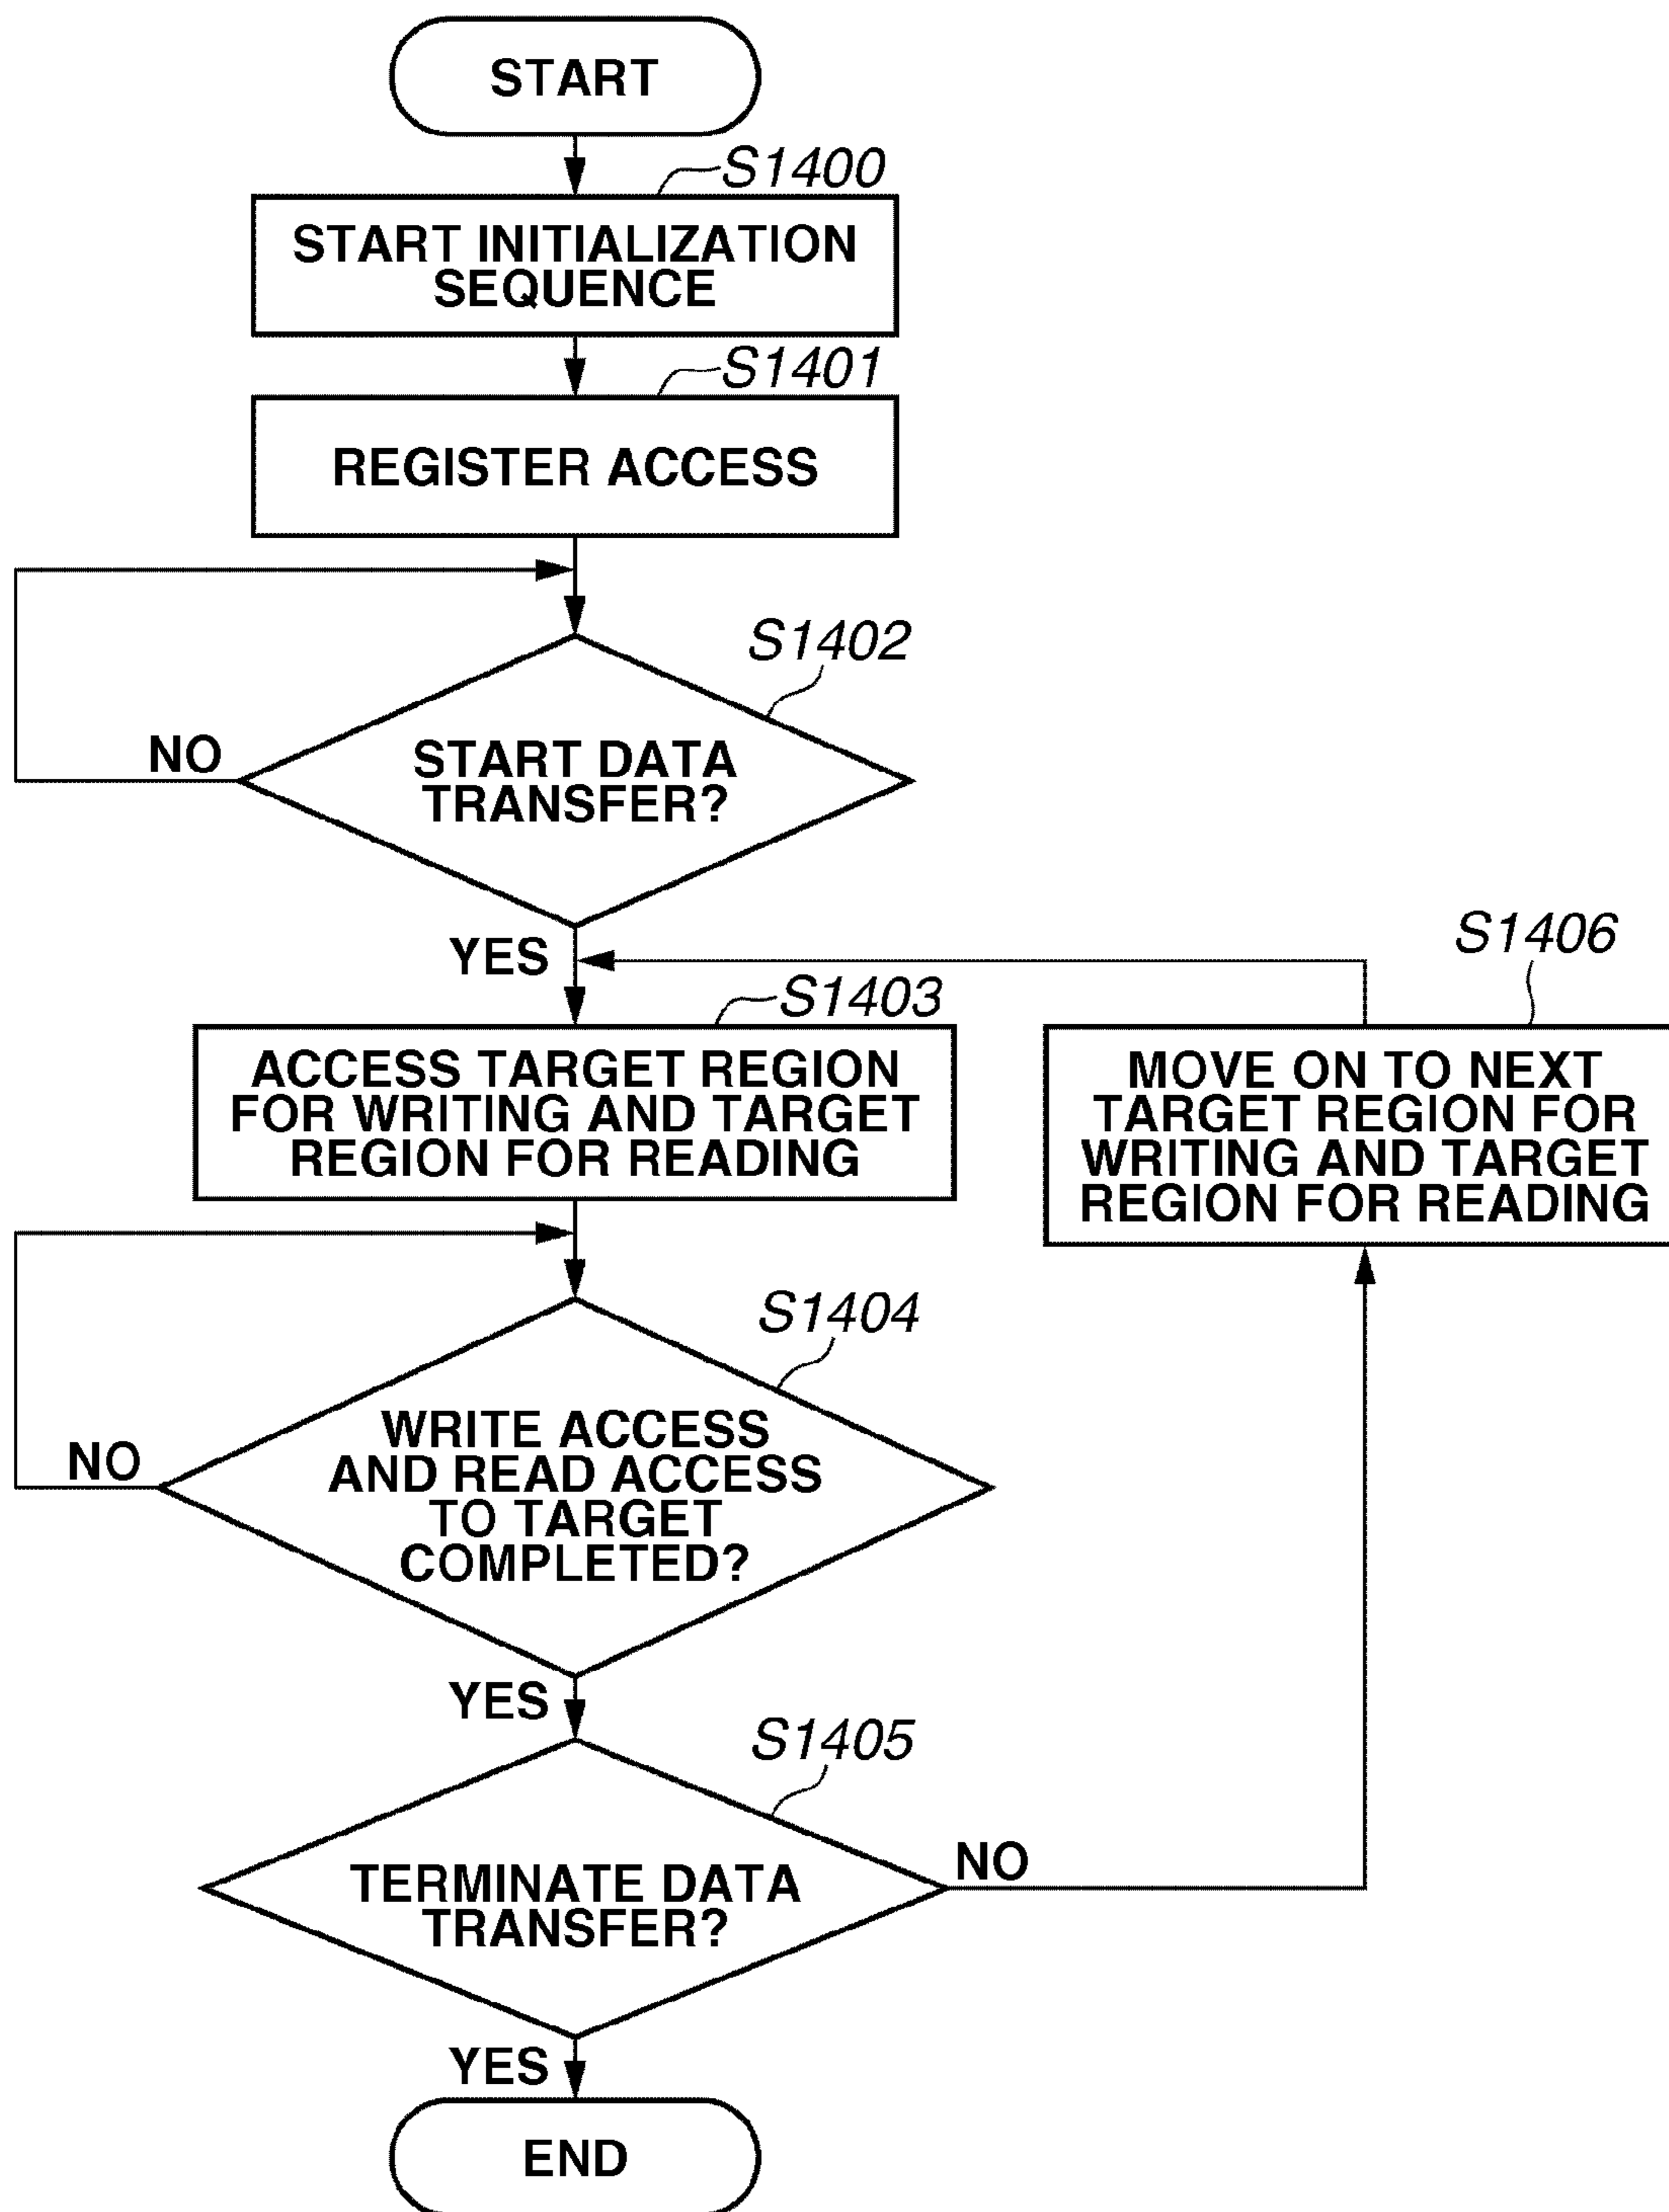 START
S1400
START INITIALIZATION
SEQUENCE
S1401
REGISTER ACCESS
S1402
START DATA
TRANSFER?
NO
YES
S1403
ACCESS TARGET REGION
FOR WRITING AND TARGET
REGION FOR READING
S1406
MOVE ON TO NEXT
TARGET REGION FOR
WRITING AND TARGET
REGION FOR READING
S1404
WRITE ACCESS
AND READ ACCESS
TO TARGET
COMPLETED?
NO
YES
S1405
TERMINATE DATA
TRANSFER?
NO
YES
END